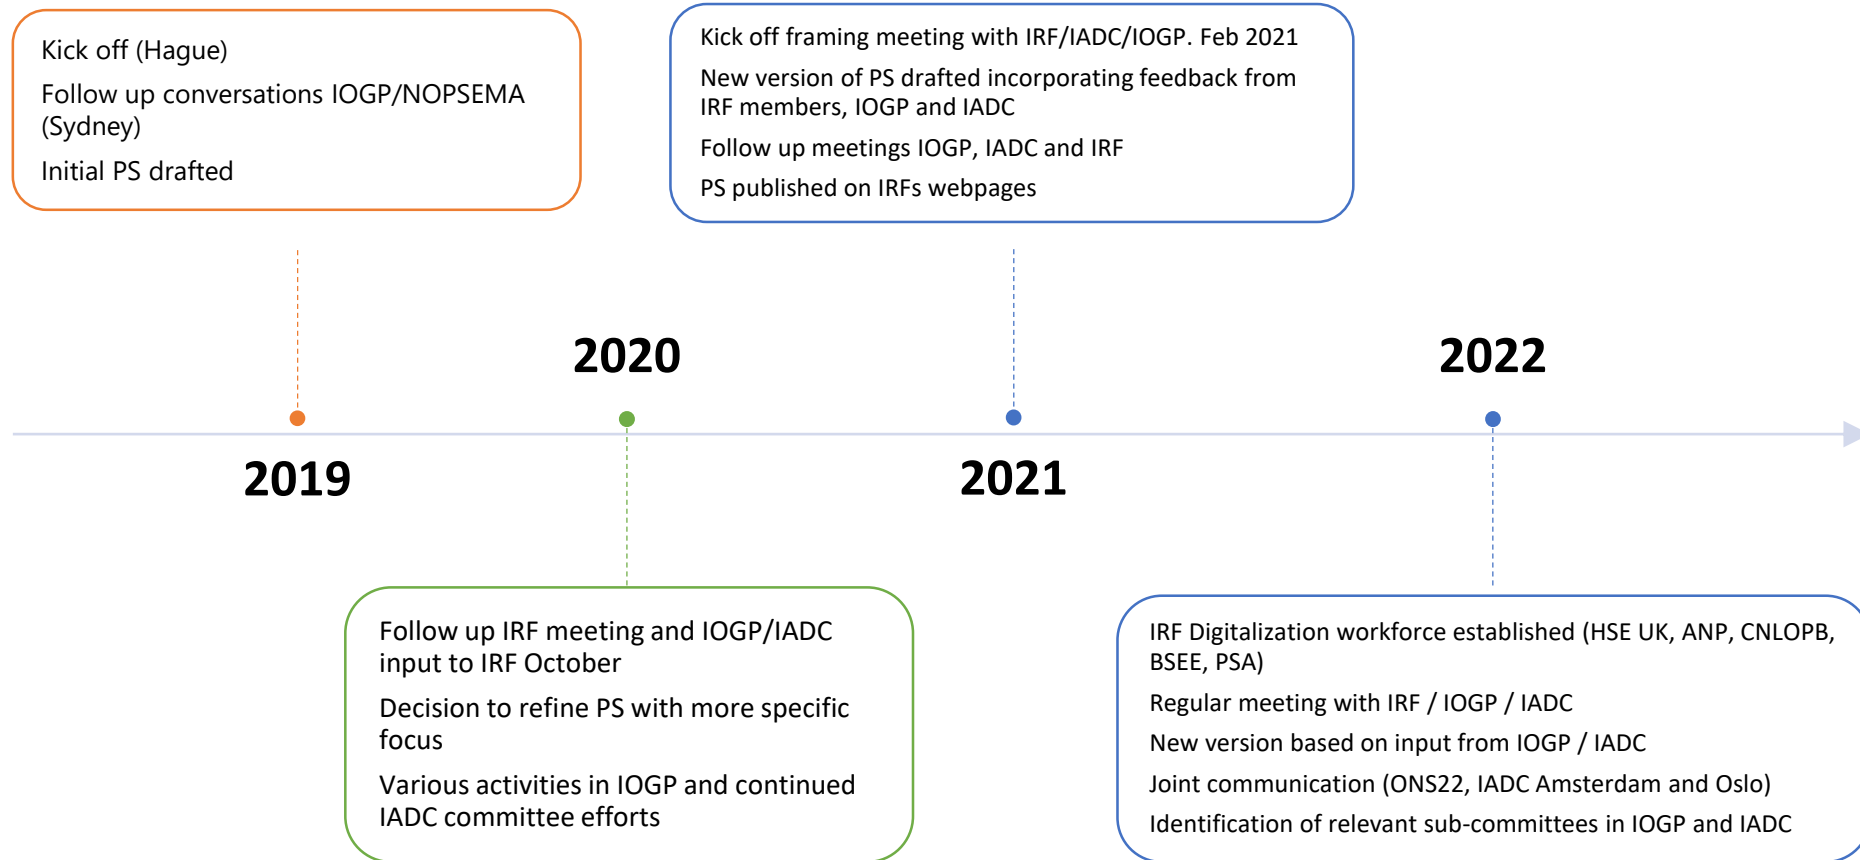 Kick off (Hague)
Follow up conversations IOGP/NOPSEMA
(Sydney)
Initial PS drafted
Kick off framing meeting with IRF/IADC/IOGP. Feb 2021
New version of PS drafted incorporating feedback from
IRF members, IOGP and IADC
Follow up meetings IOGP, IADC and IRF
PS published on IRFs webpages
2020
2022
2019
2021
Follow up IRF meeting and IOGP/IADC
input to IRF October
Decision to refine PS with more specific
focus
Various activities in IOGP and continued
IADC committee efforts
IRF Digitalization workforce established (HSE UK, ANP, CNLOPB,
BSEE, PSA)
Regular meeting with IRF / IOGP / IADC
New version based on input from IOGP / IADC
Joint communication (ONS22, IADC Amsterdam and Oslo)
Identification of relevant sub-committees in IOGP and IADC